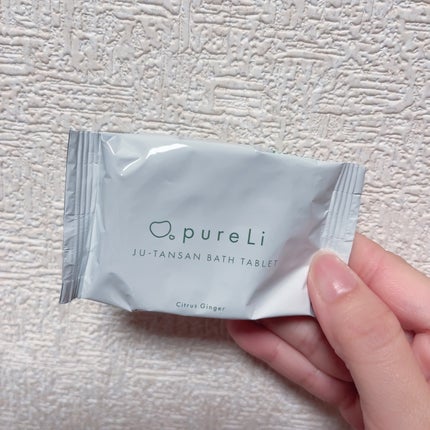 pureLi
JU-TANSAN BATH TABLET
Citrus Ginger